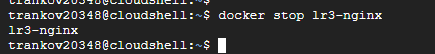 trankov20348@cloudshell:~$ docker stop lr3-nginx
lr3-nginx
trankov20348@cloudshell:~$